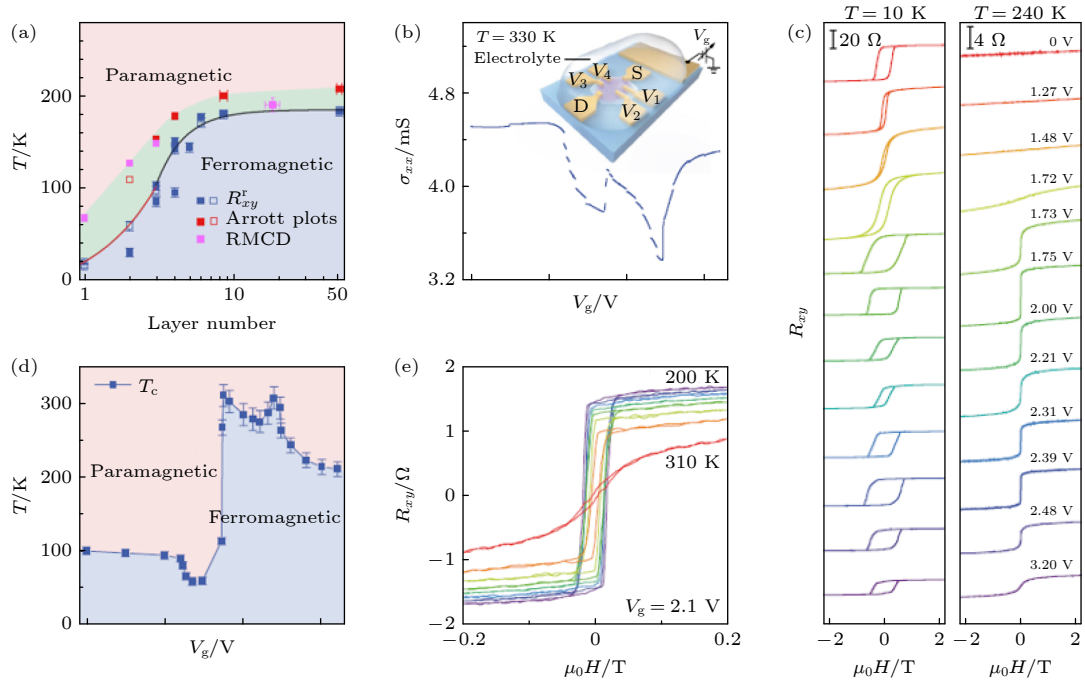 (a)
T/K
200
100
0
Paramagnetic
Ferromagnetic
R^r_xy
Arrott plots
RMCD
1
10
50
Layer number
(b)
T = 330 K
Electrolyte
V_g
V_3
V_4
S
D
V_1
V_2
σ_xx/mS
4.8
4.0
3.2
V_g/V
(c)
T = 10 K
T = 240 K
20 Ω
4 Ω
0 V
1.27 V
1.48 V
1.73 V
1.75 V
2.00 V
2.21 V
2.31 V
2.39 V
2.48 V
3.20 V
R_xy
−2
0
2
−2
0
2
μ_0H/T
μ_0H/T
(d)
T_c
T/K
300
200
100
0
Paramagnetic
Ferromagnetic
V_g/V
(e)
200 K
310 K
V_g = 2.1 V
R_xy/Ω
2
1
0
−1
−2
−0.2
0
0.2
μ_0H/T